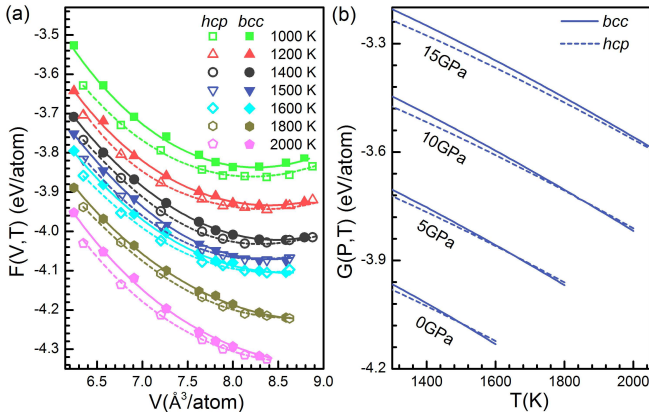 (a)
hcp bcc
1000 K
1200 K
1400 K
1500 K
1600 K
1800 K
2000 K
F(V,T) (eV/atom)
-3.5
-3.6
-3.7
-3.8
-3.9
-4.0
-4.1
-4.2
-4.3
6.5 7.0 7.5 8.0 8.5 9.0
V(Å³/atom)
(b)
bcc
hcp
15GPa
10GPa
5GPa
0GPa
G(P,T) (eV/atom)
-3.2
-3.6
-3.9
-4.2
1400 1600 1800 2000
T(K)